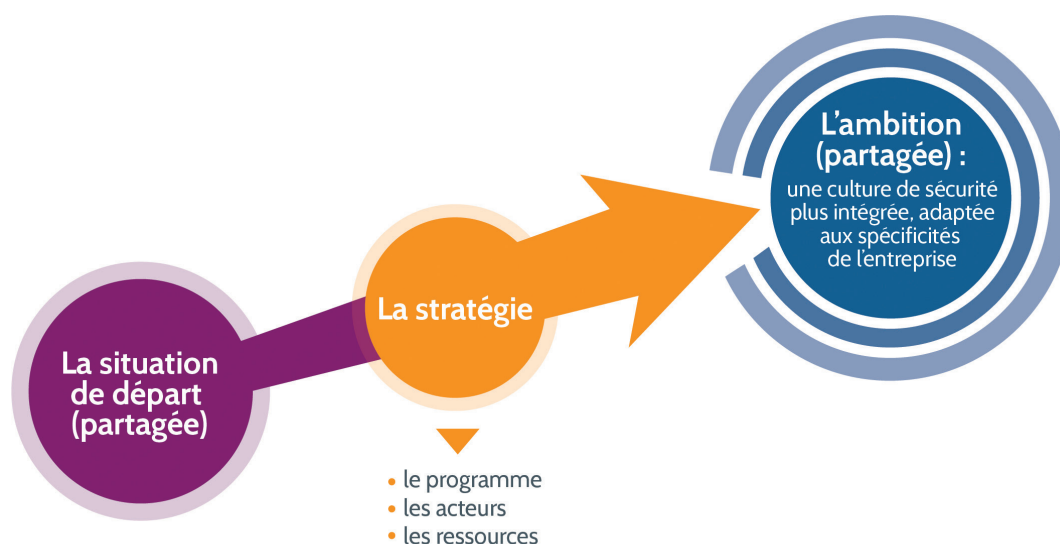 La situation
de départ
(partagée)
La stratégie
• le programme
• les acteurs
• les ressources
L'ambition
(partagée) :
une culture de sécurité
plus intégrée, adaptée
aux spécificités
de l'entreprise